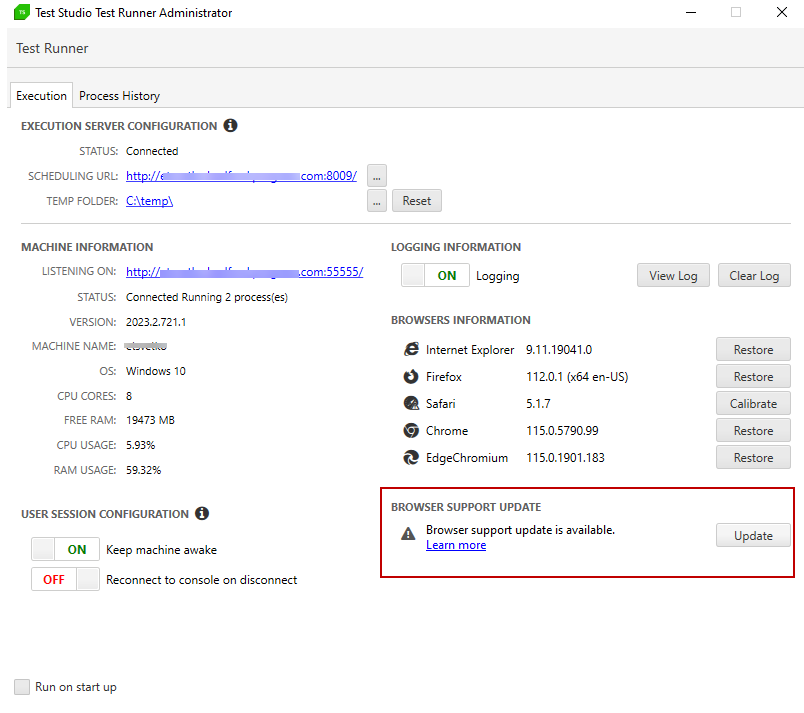 Test Studio Test Runner Administrator
Test Runner
Execution Process History
EXECUTION SERVER CONFIGURATION
STATUS: Connected
SCHEDULING URL: http:// .com:8009/ ...
TEMP FOLDER: C:\temp\ ... Reset
MACHINE INFORMATION
LISTENING ON: http:// .com:55555/
STATUS: Connected Running 2 process(es)
VERSION: 2023.2.721.1
MACHINE NAME:
OS: Windows 10
CPU CORES: 8
FREE RAM: 19473 MB
CPU USAGE: 5.93%
RAM USAGE: 59.32%
USER SESSION CONFIGURATION
ON Keep machine awake
OFF Reconnect to console on disconnect
LOGGING INFORMATION
ON Logging View Log Clear Log
BROWSERS INFORMATION
Internet Explorer 9.11.19041.0 Restore
Firefox 112.0.1 (x64 en-US) Restore
Safari 5.1.7 Calibrate
Chrome 115.0.5790.99 Restore
EdgeChromium 115.0.1901.183 Restore
BROWSER SUPPORT UPDATE
Browser support update is available.
Learn more
Update
Run on start up